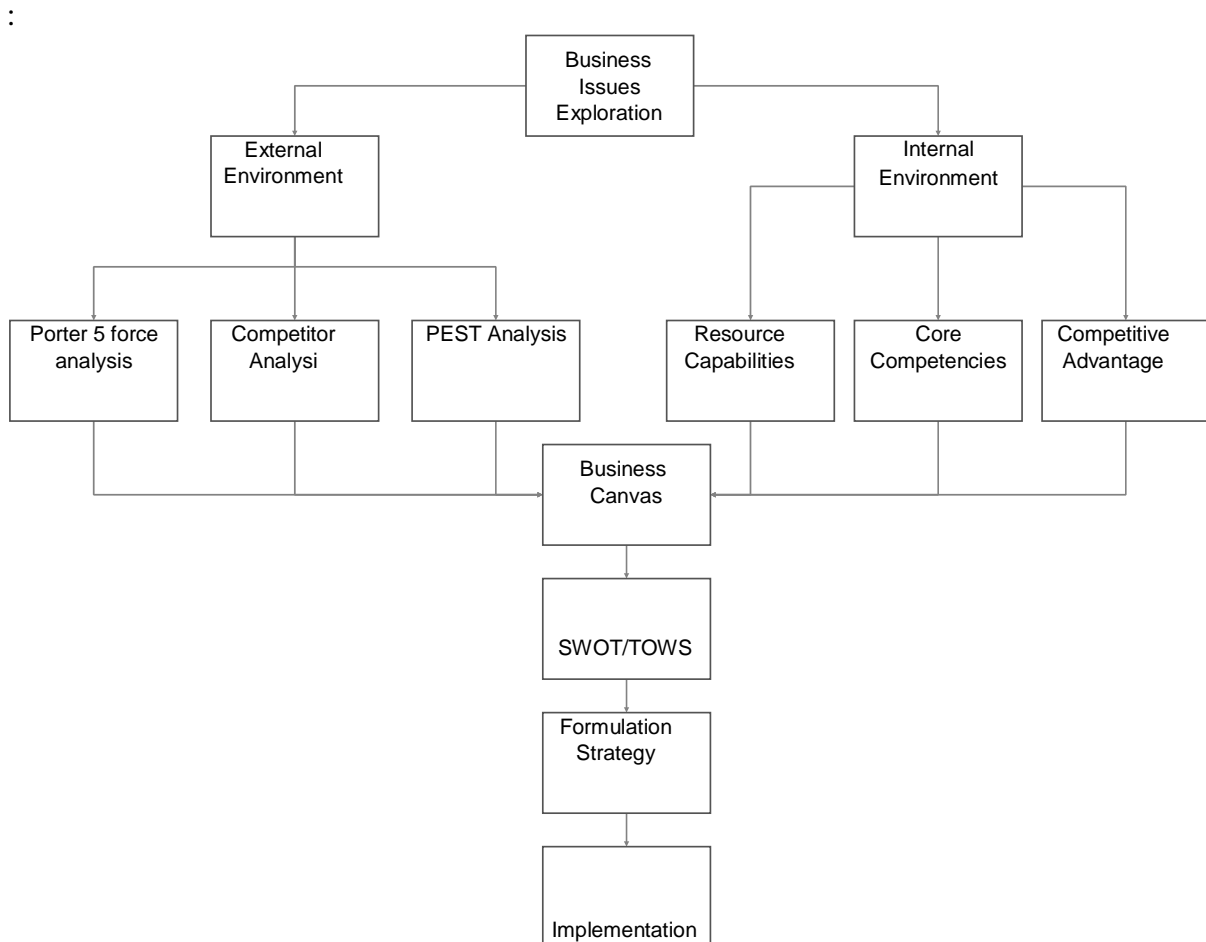 :
Business
Issues
Exploration
External
Environment
Internal
Environment
Porter 5 force
analysis
Competitor
Analysi
PEST Analysis
Resource
Capabilities
Core
Competencies
Competitive
Advantage
Business
Canvas
SWOT/TOWS
Formulation
Strategy
Implementation